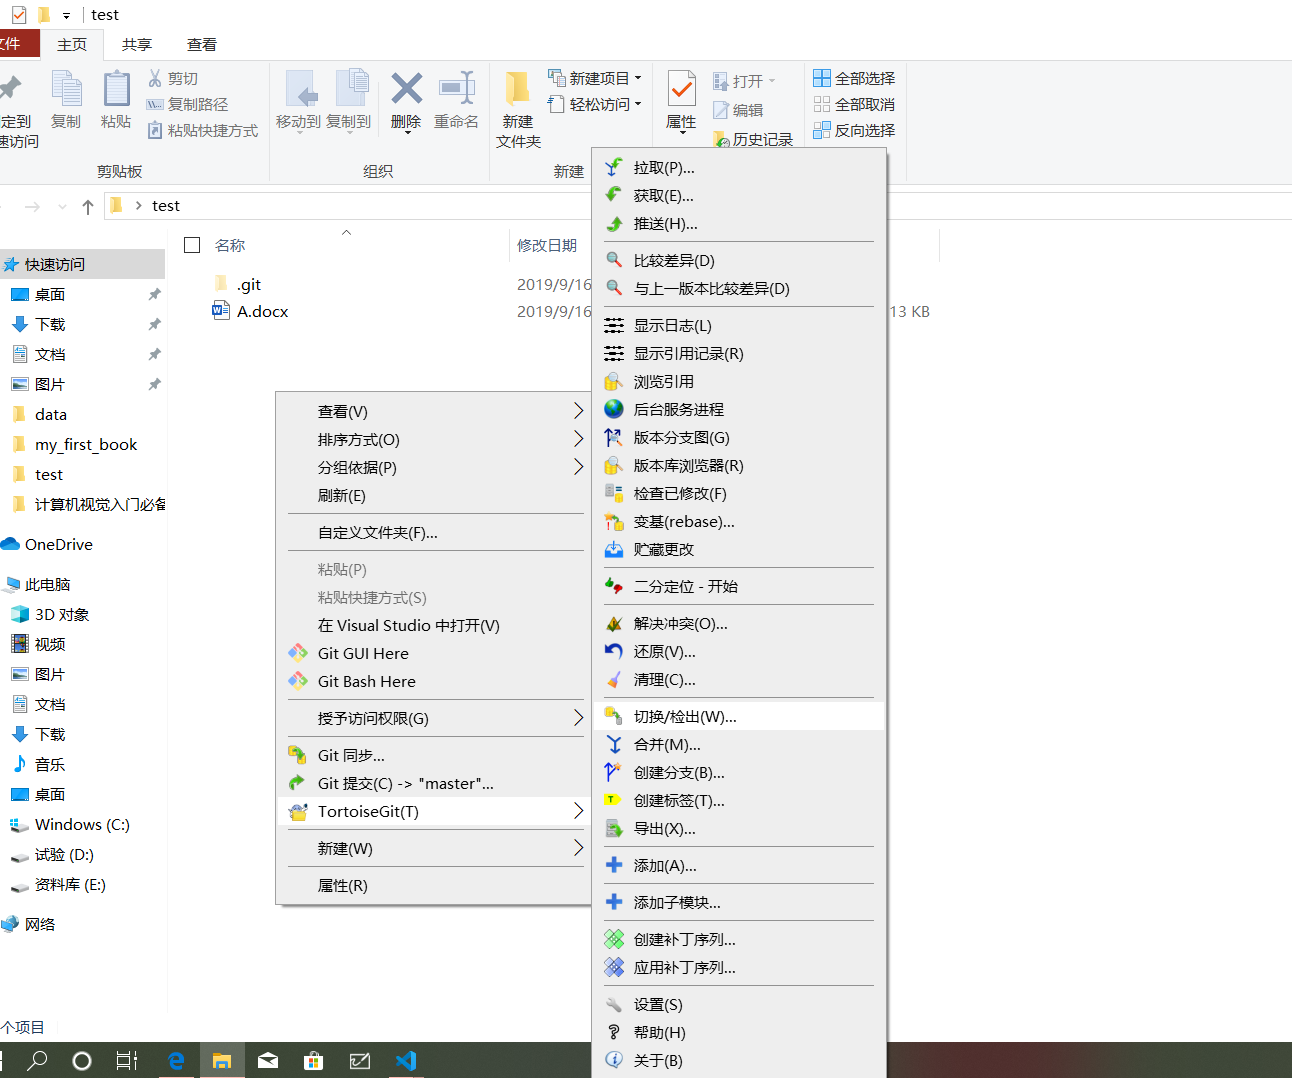 test
文件
主页
共享
查看
复制
粘贴
剪切
复制路径
粘贴快捷方式
剪贴板
移动到
复制到
删除
重命名
组织
新建
文件夹
新建项目
轻松访问
新建
属性
打开
编辑
历史记录
全部选择
全部取消
反向选择
test
名称
修改日期
.git
2019/9/16
A.docx
2019/9/16
13 KB
快速访问
桌面
下载
文档
图片
data
my_first_book
test
计算机视觉入门必备
OneDrive
此电脑
3D 对象
视频
图片
文档
下载
音乐
桌面
Windows (C:)
试验 (D:)
资料库 (E:)
网络
个项目
查看(V)
排序方式(O)
分组依据(P)
刷新(E)
自定义文件夹(F)...
粘贴(P)
粘贴快捷方式(S)
在 Visual Studio 中打开(V)
Git GUI Here
Git Bash Here
授予访问权限(G)
Git 同步...
Git 提交(C) -> "master"...
TortoiseGit(T)
新建(W)
属性(R)
拉取(P)...
获取(E)...
推送(H)...
比较差异(D)
与上一版本比较差异(D)
显示日志(L)
显示引用记录(R)
浏览引用
后台服务进程
版本分支图(G)
版本库浏览器(R)
检查已修改(F)
变基(rebase)...
贮藏更改
二分定位 - 开始
解决冲突(O)...
还原(V)...
清理(C)...
切换/检出(W)...
合并(M)...
创建分支(B)...
创建标签(T)...
导出(X)...
添加(A)...
添加子模块...
创建补丁序列...
应用补丁序列...
设置(S)
帮助(H)
关于(B)